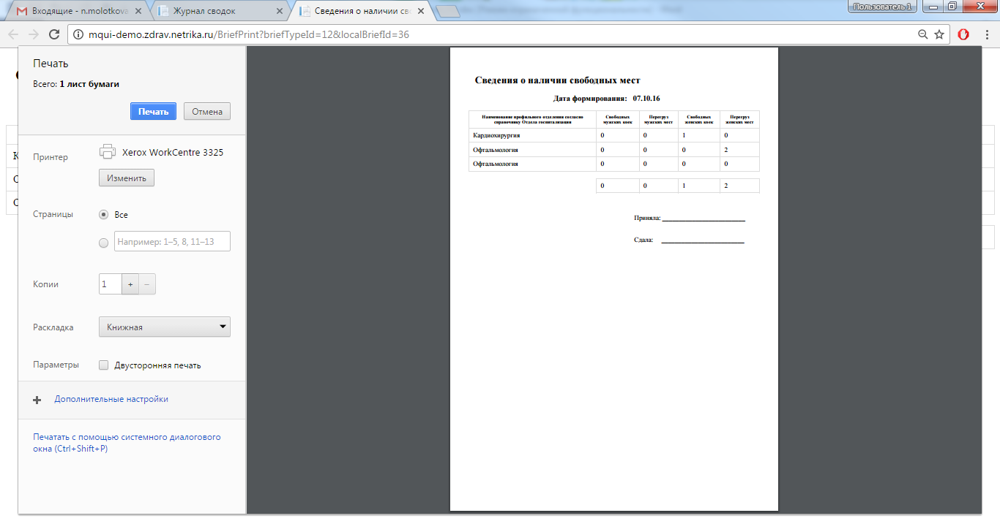 Входящие - n.molotkova
Журнал сводок
Сведения о наличии сво
Пользователь 1
mqui-demo.zdrav.netrika.ru/BriefPrint?briefTypeId=12&localBriefId=36
Печать
Всего: 1 лист бумаги
Печать Отмена
Принтер Xerox WorkCentre 3325
Изменить
Страницы Все
Например: 1–5, 8, 11–13
Копии 1 + −
Раскладка Книжная
Параметры Двусторонняя печать
Дополнительные настройки
Печатать с помощью системного диалогового
окна (Ctrl+Shift+P)
Сведения о наличии свободных мест
Дата формирования: 07.10.16
Наименование профильного отделения согласно
справочнику Отдела госпитализации
Свободных
мужских коек
Перегруз
мужских мест
Свободных
женских коек
Перегруз
женских мест
Кардиохирургия 0 0 1 0
Офтальмология 0 0 0 2
Офтальмология 0 0 0 0
0 0 1 2
Приняла:
Сдала: